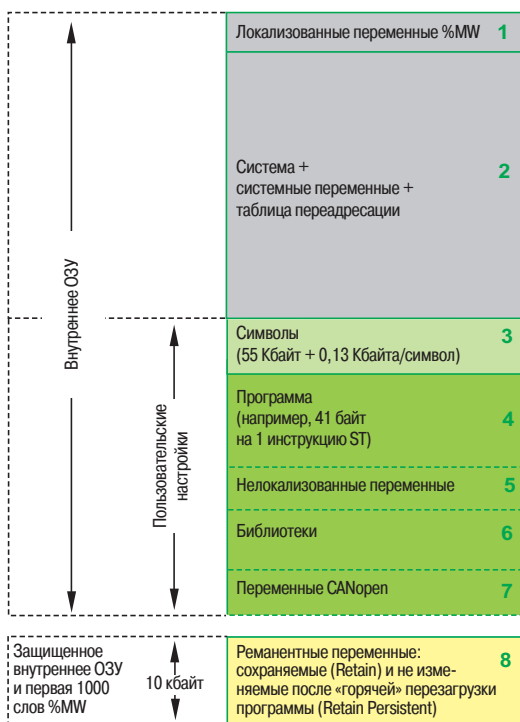 Локализованные переменные %MW 1
Система +
системные переменные +
таблица переадресации
2
Внутреннее ОЗУ
Пользовательские
настройки
Символы
(55 Кбайт + 0,13 Кбайта/символ)
3
Программа
(например, 41 байт
на 1 инструкцию ST)
4
Нелокализованные переменные 5
Библиотеки 6
Переменные CANopen 7
Защищенное
внутреннее ОЗУ
и первая 1000
слов %MW
10 кбайт
Реманентные переменные:
сохраняемые (Retain) и не изме-
няемые после «горячей» перезагрузки
программы (Retain Persistent)
8